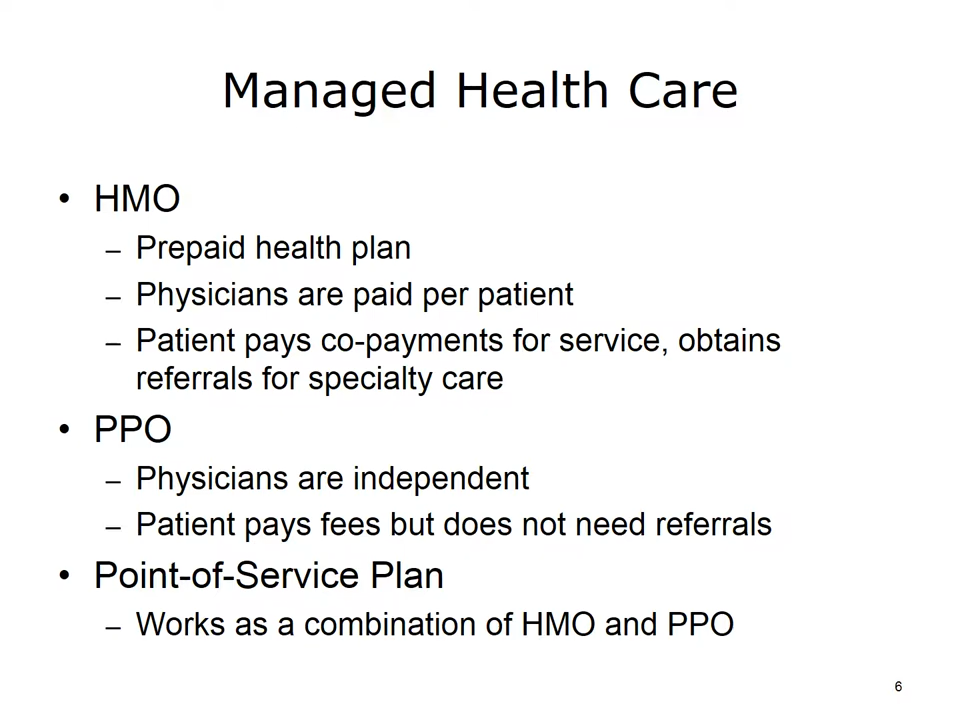 Managed Health Care
• HMO
– Prepaid health plan
– Physicians are paid per patient
– Patient pays co-payments for service, obtains
referrals for specialty care
• PPO
– Physicians are independent
– Patient pays fees but does not need referrals
• Point-of-Service Plan
– Works as a combination of HMO and PPO
6